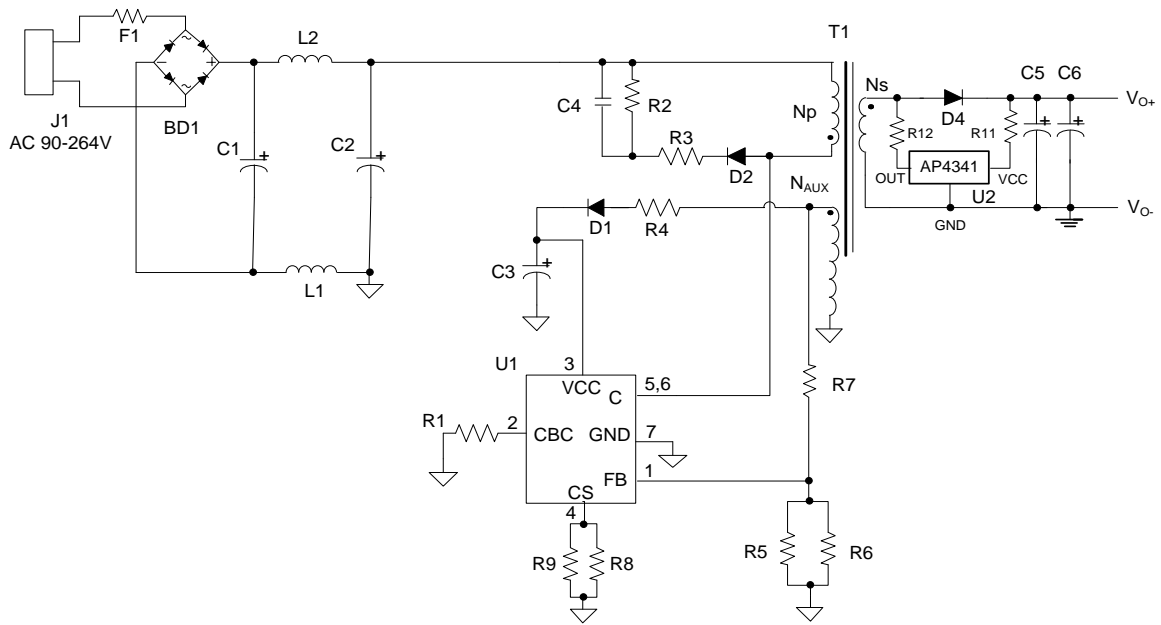 F1
J1
AC 90-264V
BD1
~
~
+
L2
C1
+
C2
+
L1
C4
R2
R3
D2
T1
Np
Ns
D4
C5
C6
+
+
VO+
R12
R11
AP4341
OUT
VCC
U2
GND
VO-
NAUX
D1
R4
C3
+
U1
3
VCC
C
5,6
R7
R1
2
CBC
GND
7
FB
1
CS
4
R9
R8
R5
R6